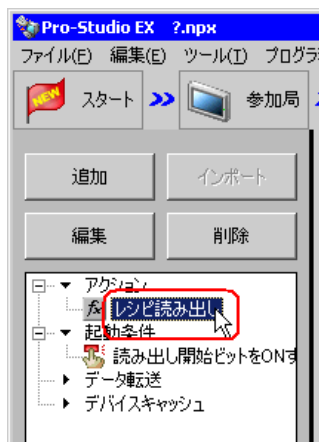 Pro-Studio EX ?.npx
ファイル(F) 編集(E) ツール(T) プログラ
NEW スタート 参加局
追加 インポート
編集 削除
アクション
fx レシピ読み出し
起動条件
読み出し開始ビットをONす
データ転送
デバイスキャッシュ